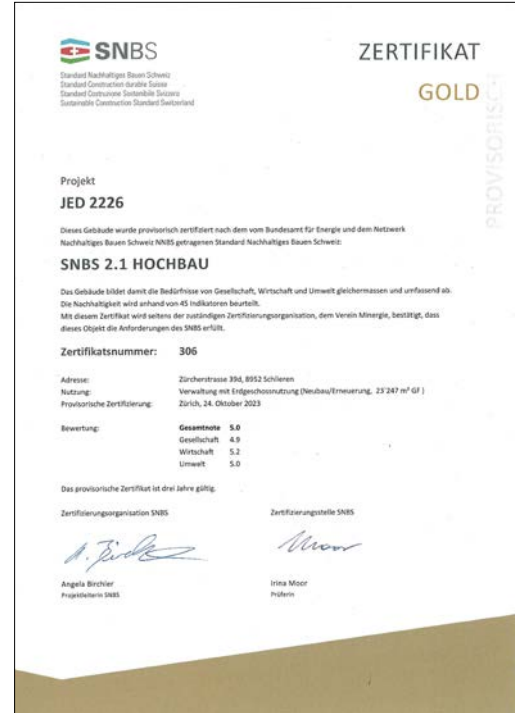 SNBS
Standard Nachhaltiges Bauen Schweiz
Standard Construction durable Suisse
Standard Costruzione Sostenibile Svizzera
Sustainable Construction Standard Switzerland
ZERTIFIKAT
GOLD
PROVISORISCH
Projekt
JED 2226
Dieses Gebäude wurde provisorisch zertifiziert nach dem vom Bundesamt für Energie und dem Netzwerk
Nachhaltiges Bauen Schweiz NNBS getragenen Standard Nachhaltiges Bauen Schweiz:
SNBS 2.1 HOCHBAU
Das Gebäude bildet damit die Bedürfnisse von Gesellschaft, Wirtschaft und Umwelt gleichermassen und umfassend ab.
Die Nachhaltigkeit wird anhand von 45 Indikatoren beurteilt.
Mit diesem Zertifikat wird seitens der zuständigen Zertifizierungsorganisation, dem Verein Minergie, bestätigt, dass
dieses Objekt die Anforderungen des SNBS erfüllt.
Zertifikatsnummer: 306
Adresse: Zürcherstrasse 39d, 8952 Schlieren
Nutzung: Verwaltung mit Erdgeschossnutzung (Neubau/Erneuerung, 23'247 m² GF )
Provisorische Zertifizierung: Zürich, 24. Oktober 2023
Bewertung: Gesamtnote 5.0
Gesellschaft 4.9
Wirtschaft 5.2
Umwelt 5.0
Das provisorische Zertifikat ist drei Jahre gültig.
Zertifizierungsorganisation SNBS Zertifizierungsstelle SNBS
Angela Birchler Irina Moor
Projektleiterin SNBS Prüferin